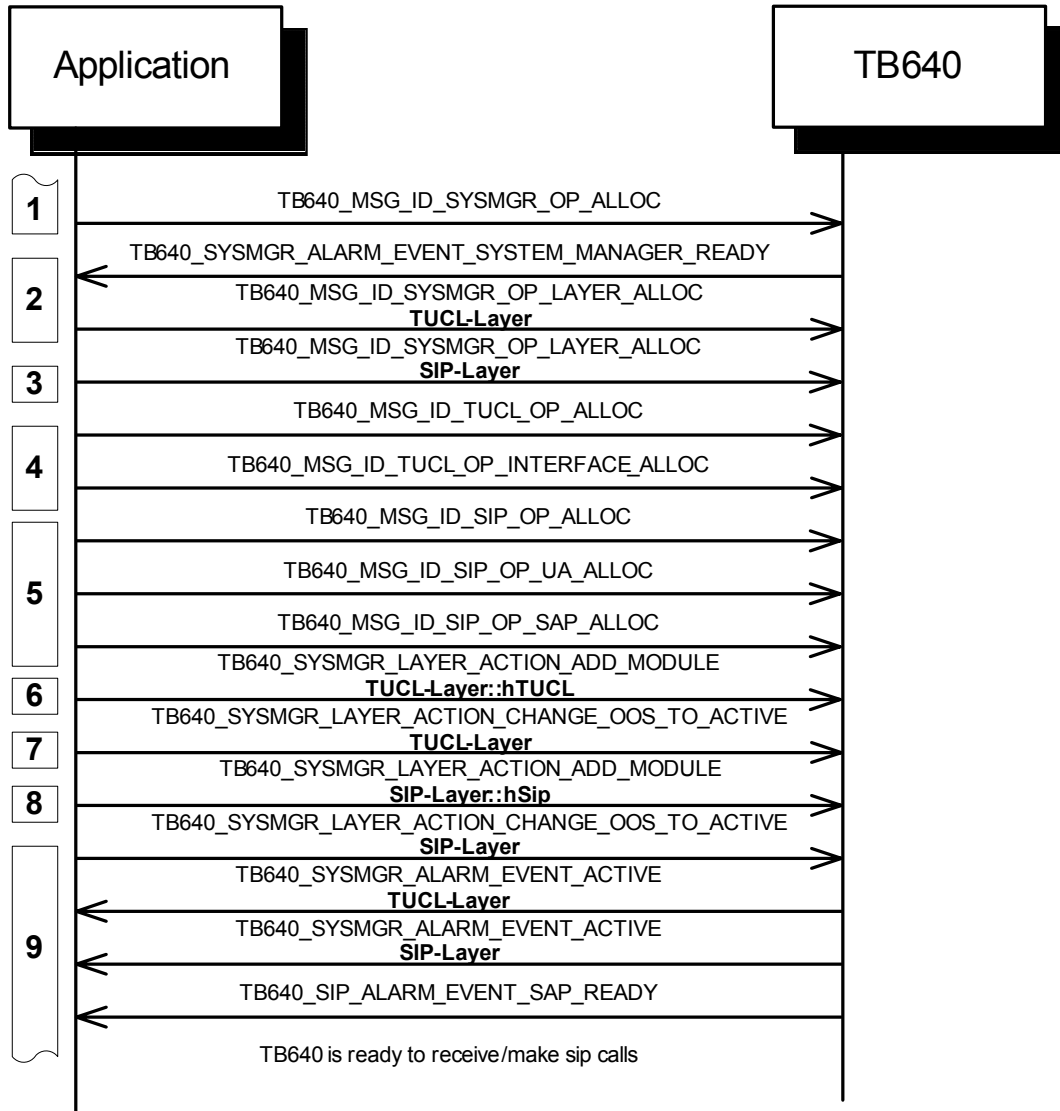 Application
TB640
1
TB640_MSG_ID_SYSMGR_OP_ALLOC
TB640_SYSMGR_ALARM_EVENT_SYSTEM_MANAGER_READY
2
TB640_MSG_ID_SYSMGR_OP_LAYER_ALLOC
TUCL-Layer
TB640_MSG_ID_SYSMGR_OP_LAYER_ALLOC
SIP-Layer
3
TB640_MSG_ID_TUCL_OP_ALLOC
4
TB640_MSG_ID_TUCL_OP_INTERFACE_ALLOC
TB640_MSG_ID_SIP_OP_ALLOC
5
TB640_MSG_ID_SIP_OP_UA_ALLOC
TB640_MSG_ID_SIP_OP_SAP_ALLOC
TB640_SYSMGR_LAYER_ACTION_ADD_MODULE
TUCL-Layer::hTUCL
6
TB640_SYSMGR_LAYER_ACTION_CHANGE_OOS_TO_ACTIVE
TUCL-Layer
7
TB640_SYSMGR_LAYER_ACTION_ADD_MODULE
SIP-Layer::hSip
8
TB640_SYSMGR_LAYER_ACTION_CHANGE_OOS_TO_ACTIVE
SIP-Layer
TB640_SYSMGR_ALARM_EVENT_ACTIVE
TUCL-Layer
9
TB640_SYSMGR_ALARM_EVENT_ACTIVE
SIP-Layer
TB640_SIP_ALARM_EVENT_SAP_READY
TB640 is ready to receive/make sip calls